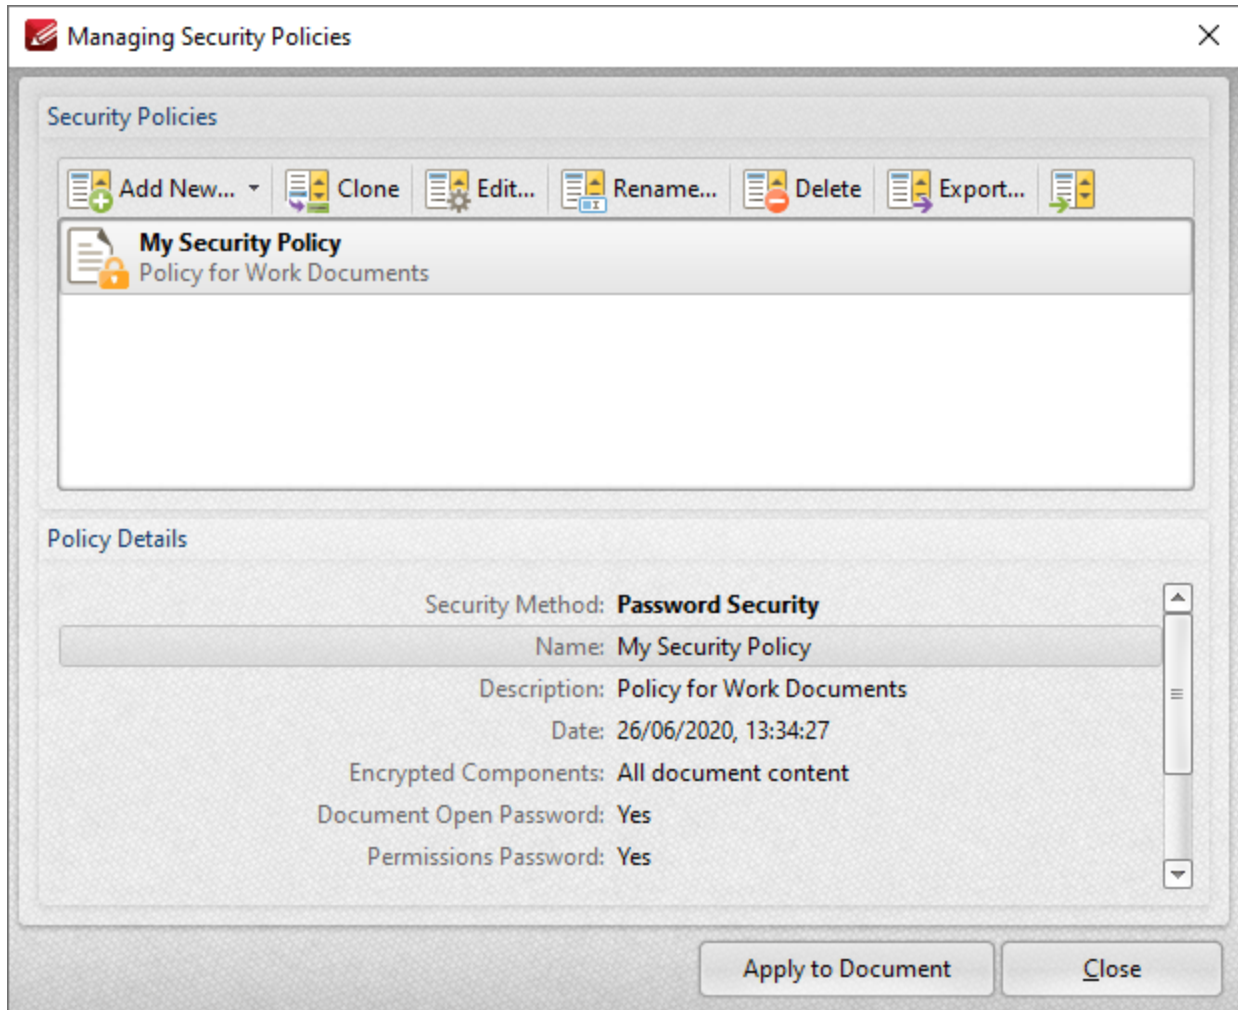 Managing Security Policies
Security Policies
Add New... Clone Edit... Rename... Delete Export...
My Security Policy
Policy for Work Documents
Policy Details
Security Method: Password Security
Name: My Security Policy
Description: Policy for Work Documents
Date: 26/06/2020, 13:34:27
Encrypted Components: All document content
Document Open Password: Yes
Permissions Password: Yes
Apply to Document Close